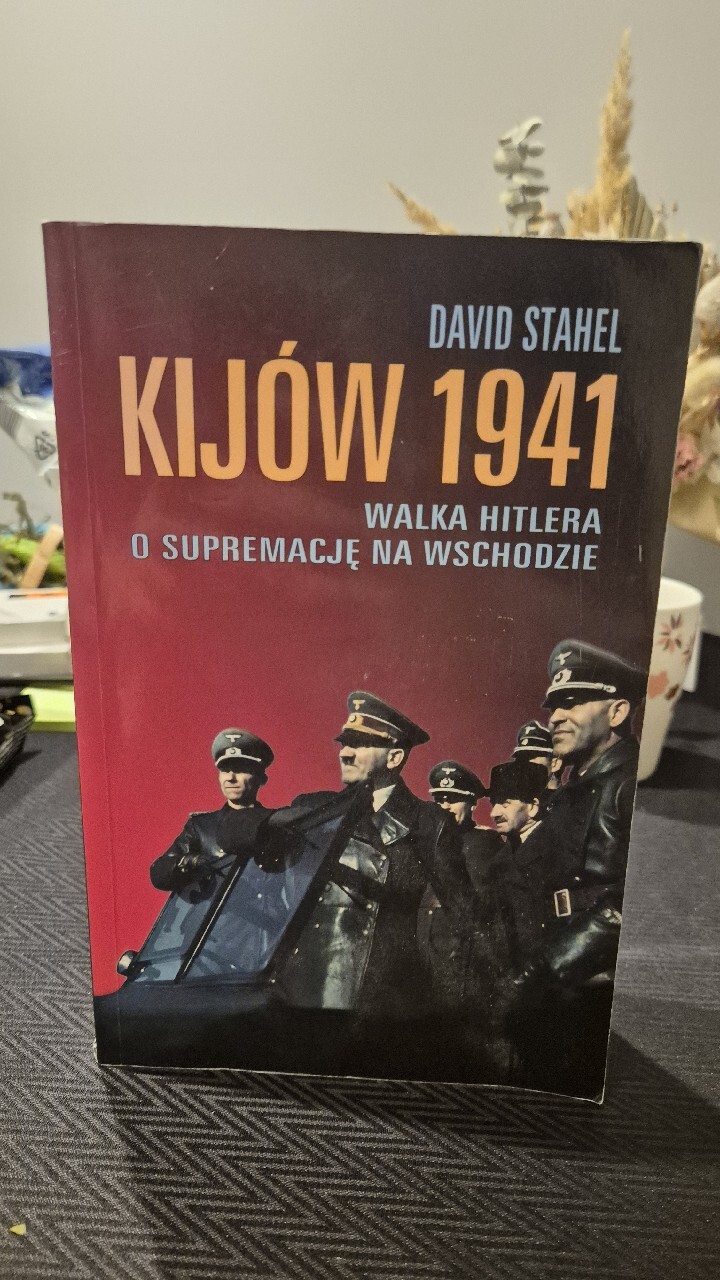 DAVID STAHEL
KIJÓW 1941
WALKA HITLERA
O SUPREMACJĘ NA WSCHODZIE